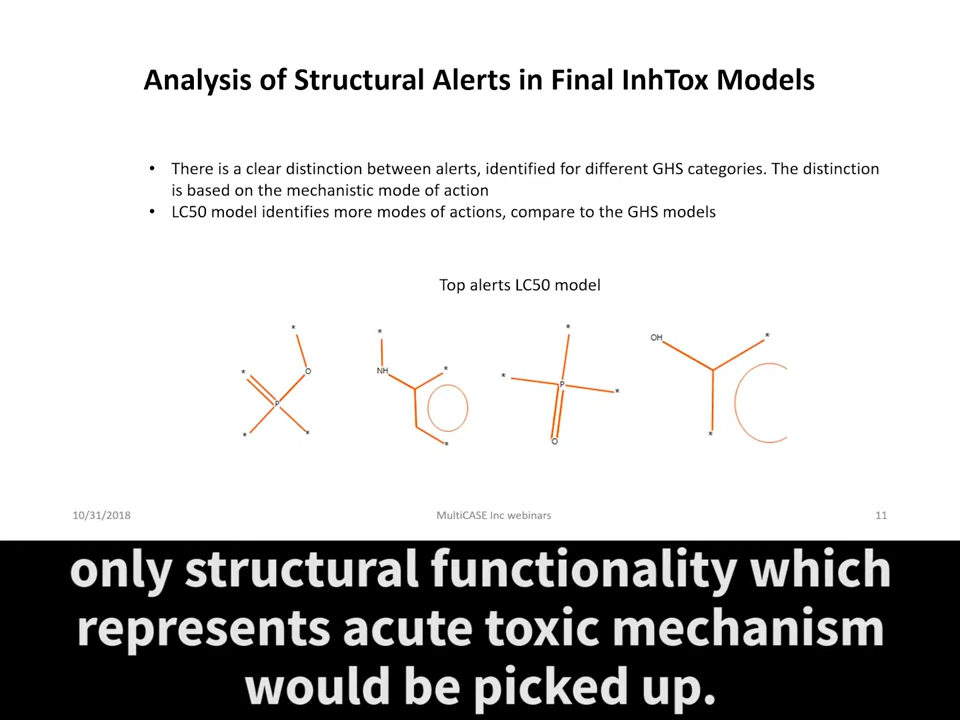 Analysis of Structural Alerts in Final InhTox Models
• There is a clear distinction between alerts, identified for different GHS categories. The distinction
is based on the mechanistic mode of action
• LC50 model identifies more modes of actions, compare to the GHS models
Top alerts LC50 model
* O * P * *
* NH * *
* * P * O
OH * *
10/31/2018 MultiCASE Inc webinars 11
only structural functionality which
represents acute toxic mechanism
would be picked up.